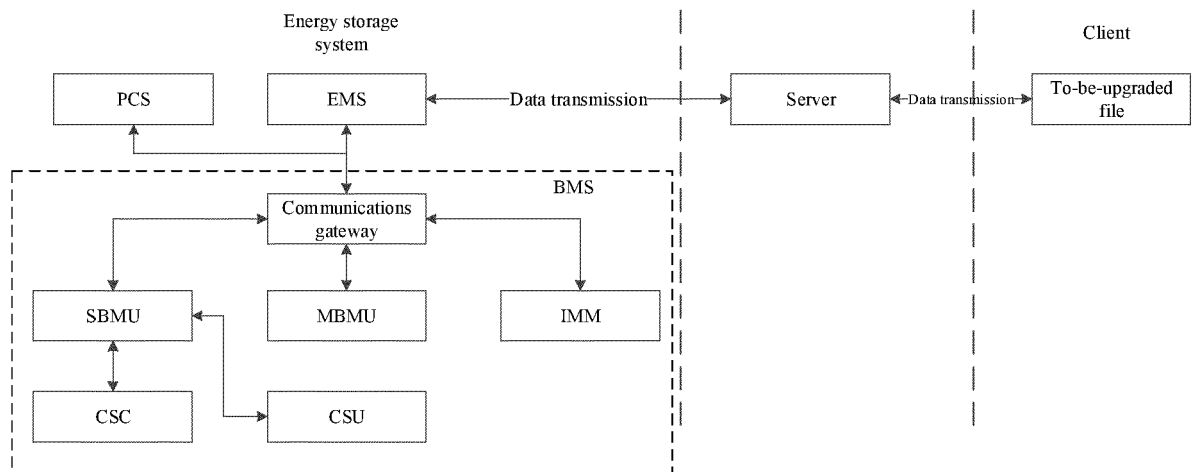 Energy storage
system
Client
PCS
EMS
Data transmission
Server
Data transmission
To-be-upgraded
file
BMS
Communications
gateway
SBMU
MBMU
IMM
CSC
CSU